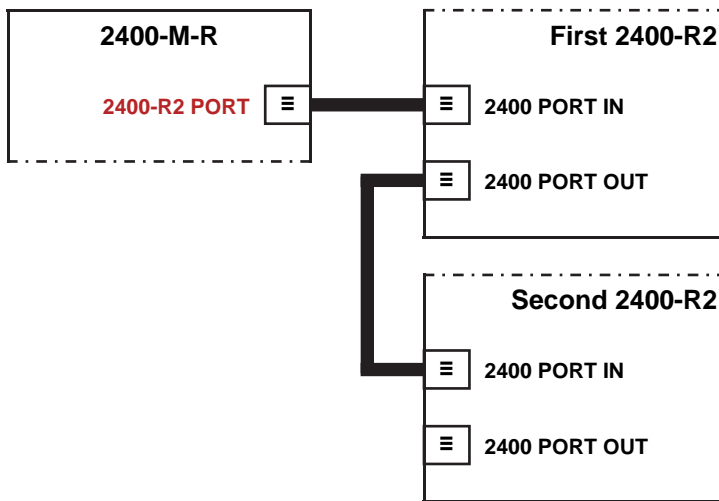 2400-M-R
2400-R2 PORT
First 2400-R2
2400 PORT IN
2400 PORT OUT
Second 2400-R2
2400 PORT IN
2400 PORT OUT